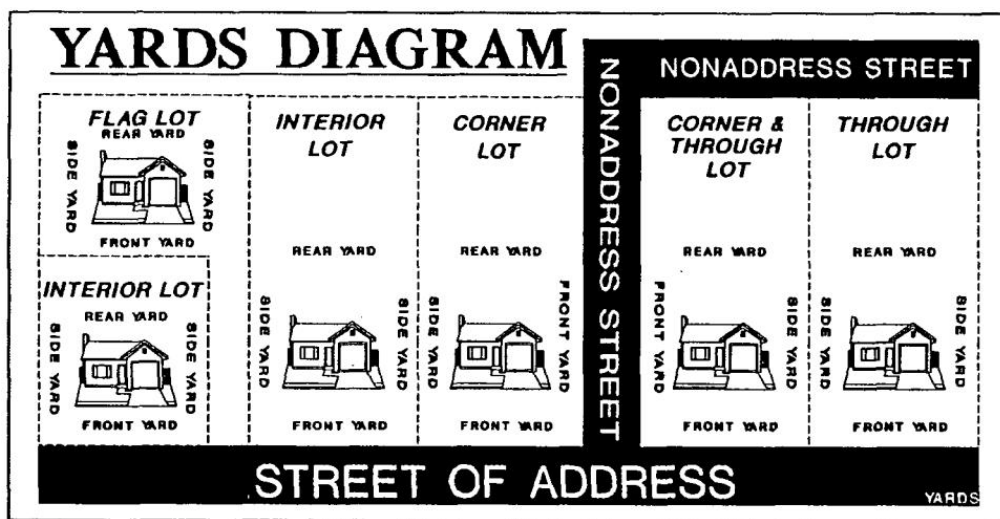 YARDS DIAGRAM
NONADDRESS STREET
NONADDRESS STREET
FLAG LOT
REAR YARD
SIDE YARD
SIDE YARD
FRONT YARD
INTERIOR LOT
REAR YARD
SIDE YARD
SIDE YARD
FRONT YARD
INTERIOR
LOT
REAR YARD
SIDE YARD
SIDE YARD
FRONT YARD
CORNER
LOT
REAR YARD
SIDE YARD
FRONT YARD
FRONT YARD
CORNER &
THROUGH
LOT
REAR YARD
FRONT YARD
SIDE YARD
FRONT YARD
THROUGH
LOT
REAR YARD
SIDE YARD
SIDE YARD
FRONT YARD
STREET OF ADDRESS
YARDS